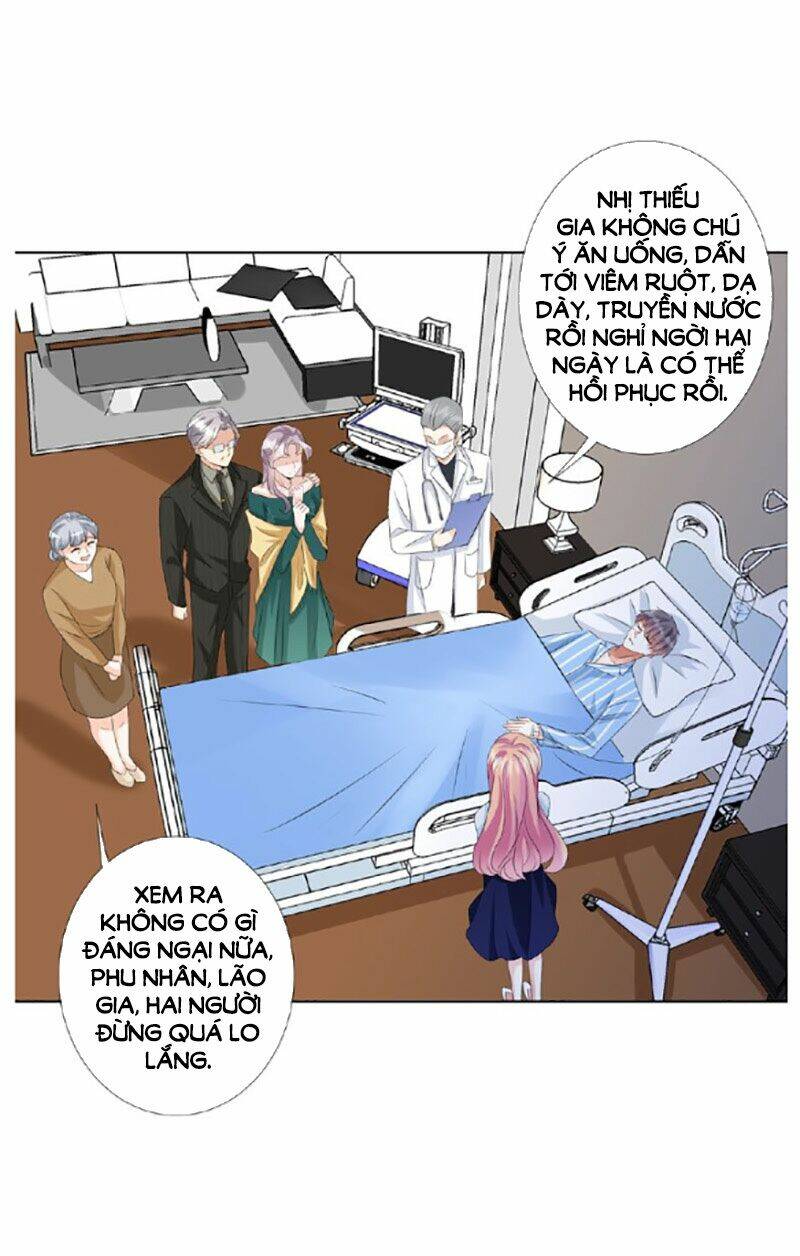 NHỊ THIẾU
GIA KHÔNG CHÚ
Ý ĂN UỐNG, DẪN
TỚI VIÊM RUỘT, DẠ
DÀY, TRUYỀN NƯỚC
RỒI NGHỈ NGỜI HAI
NGÀY LÀ CÓ THỂ
HỒI PHỤC RỒI.
XEM RA
KHÔNG CÓ GÌ
ĐÁNG NGẠI NỮA,
PHU NHÂN, LÃO
GIA, HAI NGƯỜI
ĐỪNG QUÁ LO
LẮNG.